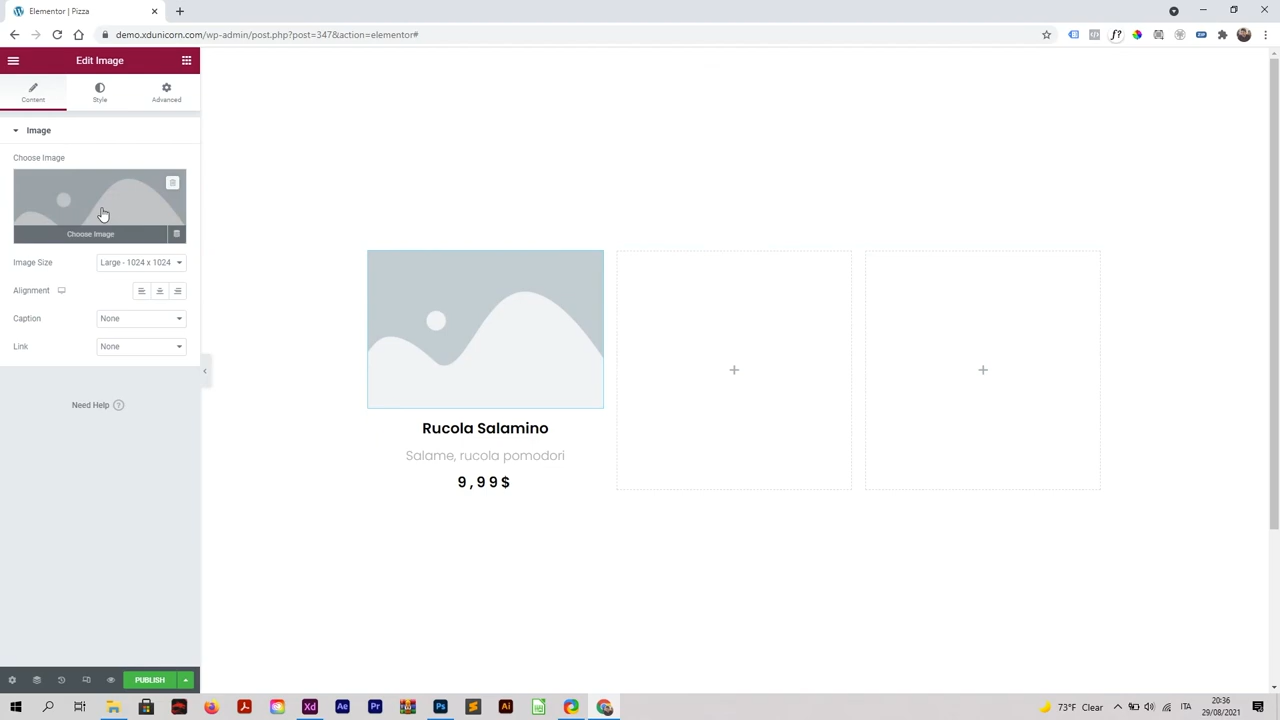 Elementor | Pizza
demo.xdunicorn.com/wp-admin/post.php?post=347&action=elementor#
Edit Image
Content
Style
Advanced
Image
Choose Image
Choose Image
Image Size
Large - 1024 x 1024
Alignment
Caption
None
Link
None
Need Help
PUBLISH
Rucola Salamino
Salame, rucola pomodori
9,99$
73°F Clear
ITA
20:36
29/08/2021